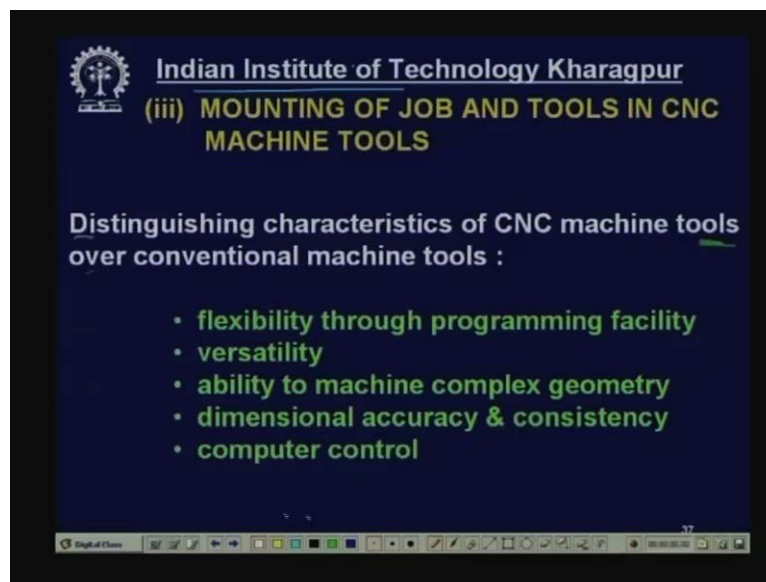 Indian Institute of Technology Kharagpur
(iii) MOUNTING OF JOB AND TOOLS IN CNC
MACHINE TOOLS
Distinguishing characteristics of CNC machine tools
over conventional machine tools :
• flexibility through programming facility
• versatility
• ability to machine complex geometry
• dimensional accuracy & consistency
• computer control
37
Digital Class